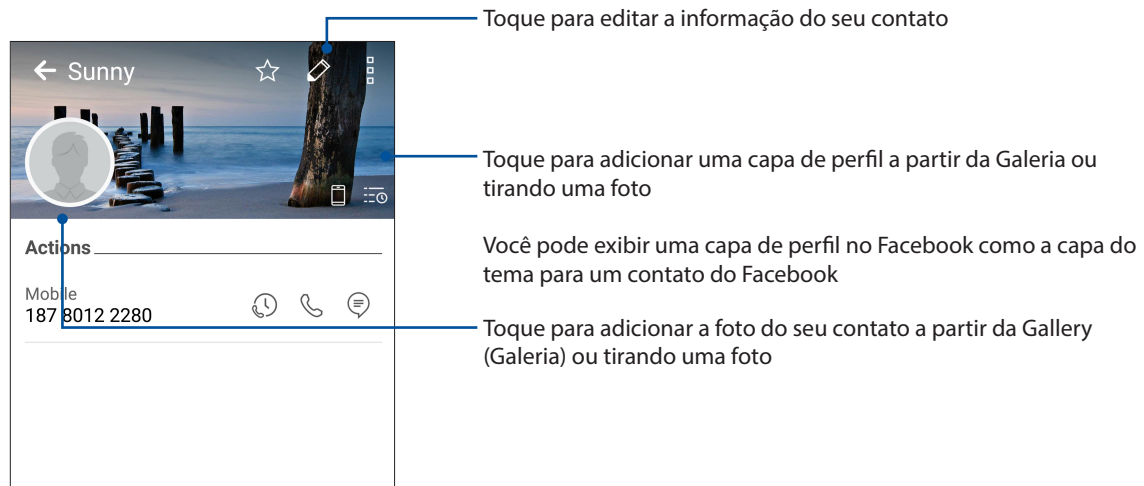 Toque para editar a informação do seu contato
Sunny
Toque para adicionar uma capa de perfil a partir da Galeria ou
tirando uma foto
Você pode exibir uma capa de perfil no Facebook como a capa do
tema para um contato do Facebook
Actions
Mobile
187 8012 2280
Toque para adicionar a foto do seu contato a partir da Gallery
(Galeria) ou tirando uma foto